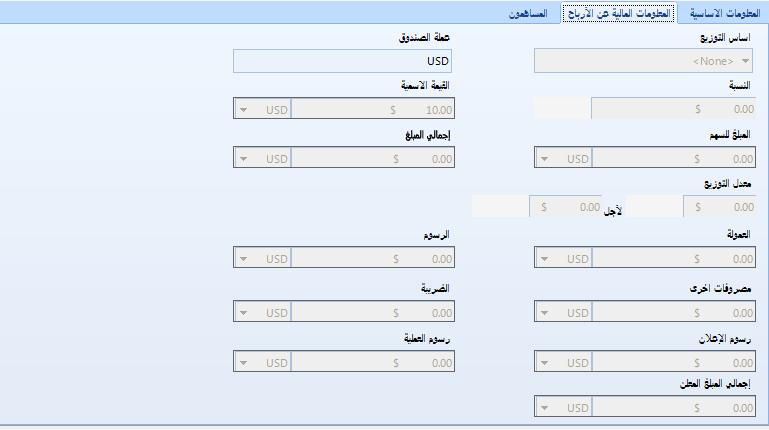 المعلومات الاساسية	المعلومات المالية عن الأرباح	المساهمون
اساس التوزيع	عملة الصندوق
<None>	USD
النسبة	القيمة الاسمية
$ 0.00	$ 10.00 USD
المبلغ للسهم	إجمالي المبلغ
$ 0.00 USD	$ 0.00 USD
معدل التوزيع
$ 0.00 لأجل $ 0.00
العمولة	الرسوم
$ 0.00 USD	$ 0.00 USD
مصروفات اخرى	الضريبة
$ 0.00 USD	$ 0.00 USD
رسوم الإعلان	رسوم العملية
$ 0.00 USD	$ 0.00 USD
إجمالي المبلغ المعلن
$ 0.00 USD